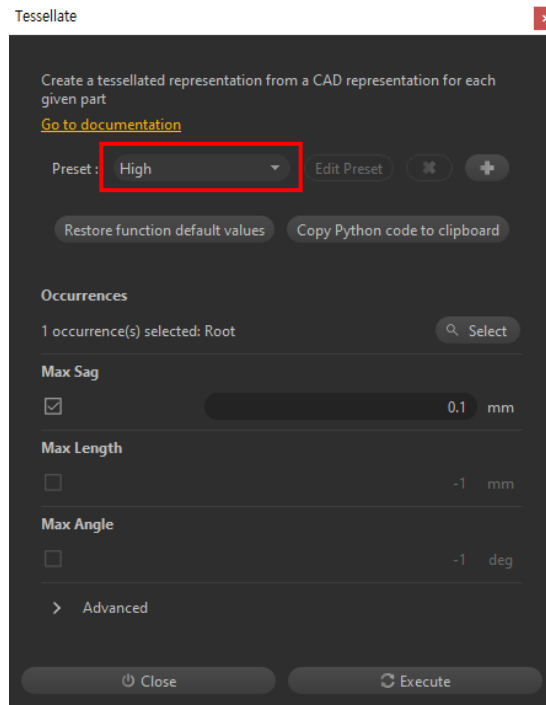 Tessellate
Create a tessellated representation from a CAD representation for each
given part
Go to documentation
Preset : High Edit Preset
Restore function default values Copy Python code to clipboard
Occurrences
1 occurrence(s) selected: Root Select
Max Sag
0.1 mm
Max Length
-1 mm
Max Angle
-1 deg
Advanced
Close Execute